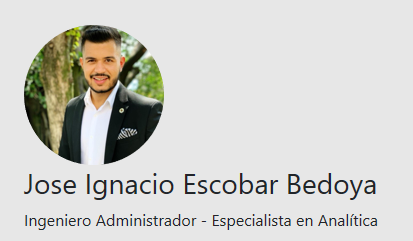 Jose Ignacio Escobar Bedoya
Ingeniero Administrador - Especialista en Analítica